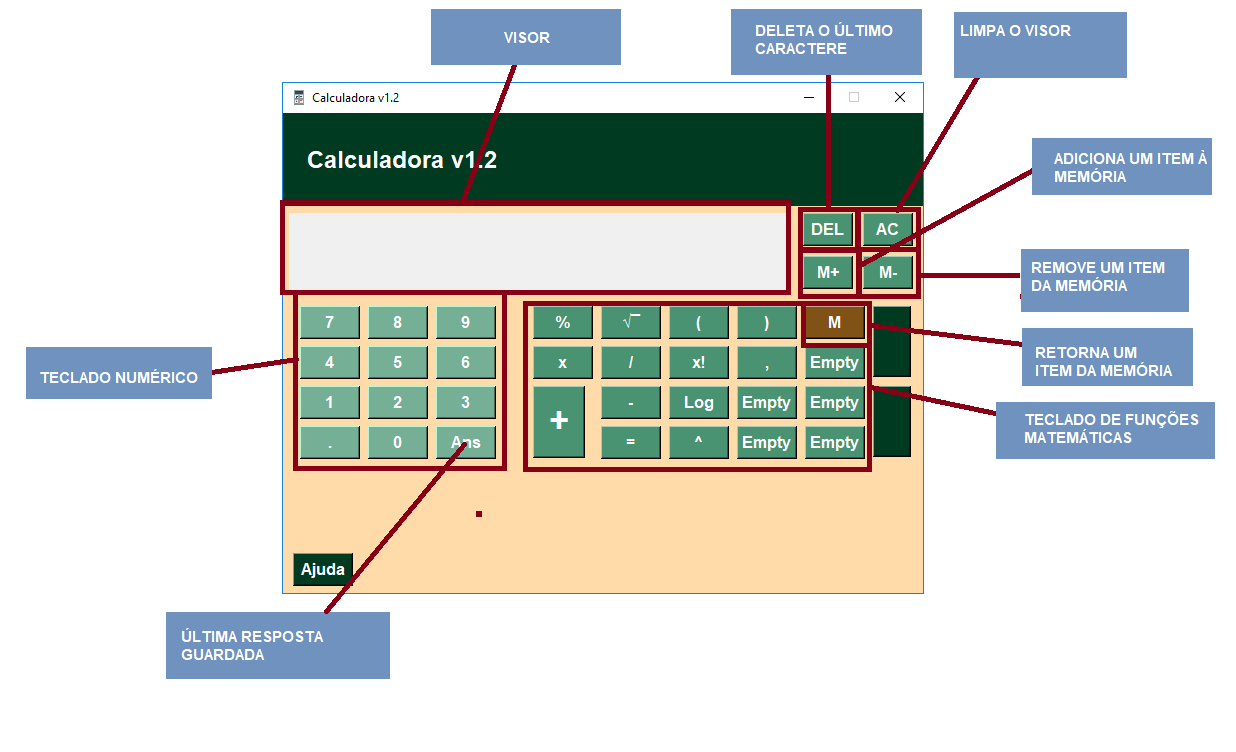 VISOR
DELETA O ÚLTIMO
CARACTERE
LIMPA O VISOR
Calculadora v1.2
Calculadora v1.2
ADICIONA UM ITEM À
MEMÓRIA
DEL AC
M+ M-
REMOVE UM ITEM
DA MEMÓRIA
7 8 9 % √‾ ( ) M
RETORNA UM
ITEM DA MEMÓRIA
TECLADO NUMÉRICO
4 5 6 x / x! , Empty
1 2 3 + - Log Empty Empty
TECLADO DE FUNÇÕES
MATEMÁTICAS
. 0 Ans = ^ Empty Empty
Ajuda
ÚLTIMA RESPOSTA
GUARDADA